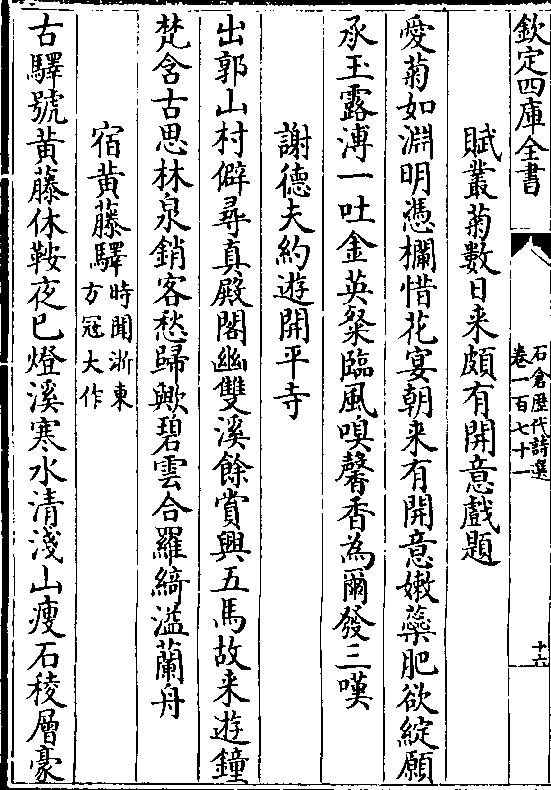 欽定四庫全書
石倉歴代詩選
卷一百七十一
十六
賦叢菊數日来頗有開意戲題
愛菊如淵明憑欄惜花宴朝来有開意嫩蘂肥欲綻願
承玉露漙一吐金英粲臨風嗅馨香為爾發三嘆
謝德夫約遊開平寺
出郭山村僻尋真殿閣幽雙溪餘賞興五馬故来遊鐘
梵含古思林泉銷客愁歸歟碧雲合羅綺溢蘭舟
宿黄藤驛時聞浙東
方冦大作
古驛號黄藤休鞍夜已燈溪寒水清淺山瘦石稜層豪